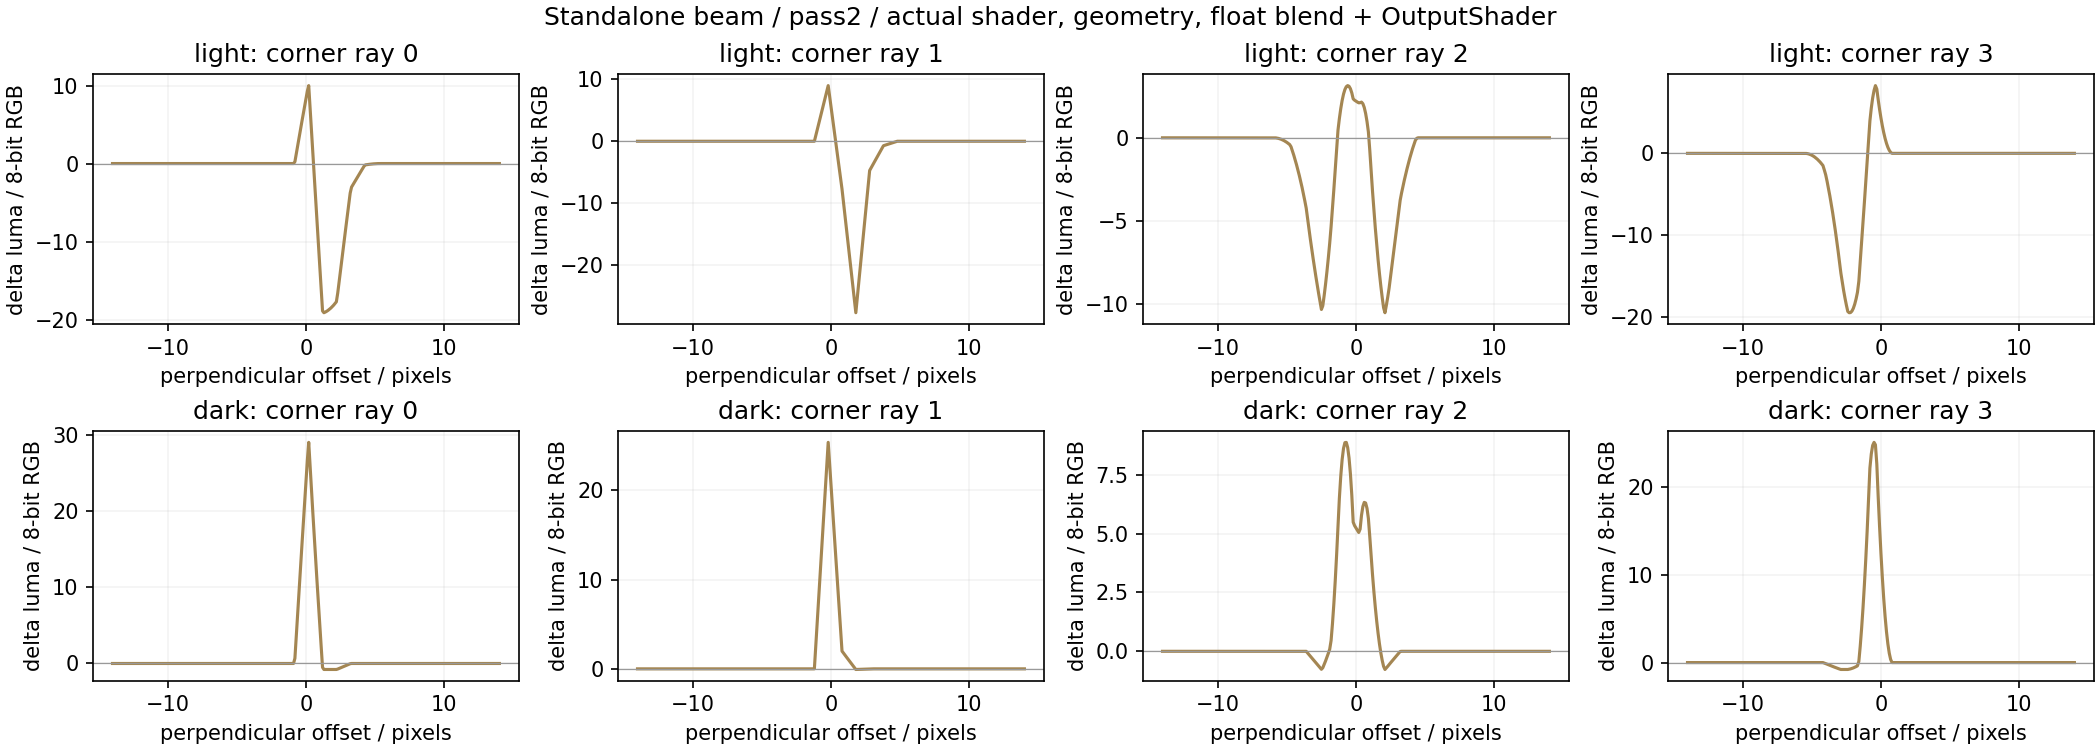 Standalone beam / pass2 / actual shader, geometry, float blend + OutputShader
light: corner ray 0
delta luma / 8-bit RGB
10
0
−10
−20
−10
0
10
perpendicular offset / pixels
light: corner ray 1
delta luma / 8-bit RGB
10
0
−10
−20
−10
0
10
perpendicular offset / pixels
light: corner ray 2
delta luma / 8-bit RGB
0
−5
−10
−10
0
10
perpendicular offset / pixels
light: corner ray 3
delta luma / 8-bit RGB
0
−10
−20
−10
0
10
perpendicular offset / pixels
dark: corner ray 0
delta luma / 8-bit RGB
30
20
10
0
−10
0
10
perpendicular offset / pixels
dark: corner ray 1
delta luma / 8-bit RGB
20
10
0
−10
0
10
perpendicular offset / pixels
dark: corner ray 2
delta luma / 8-bit RGB
7.5
5.0
2.5
0.0
−10
0
10
perpendicular offset / pixels
dark: corner ray 3
delta luma / 8-bit RGB
20
10
0
−10
0
10
perpendicular offset / pixels